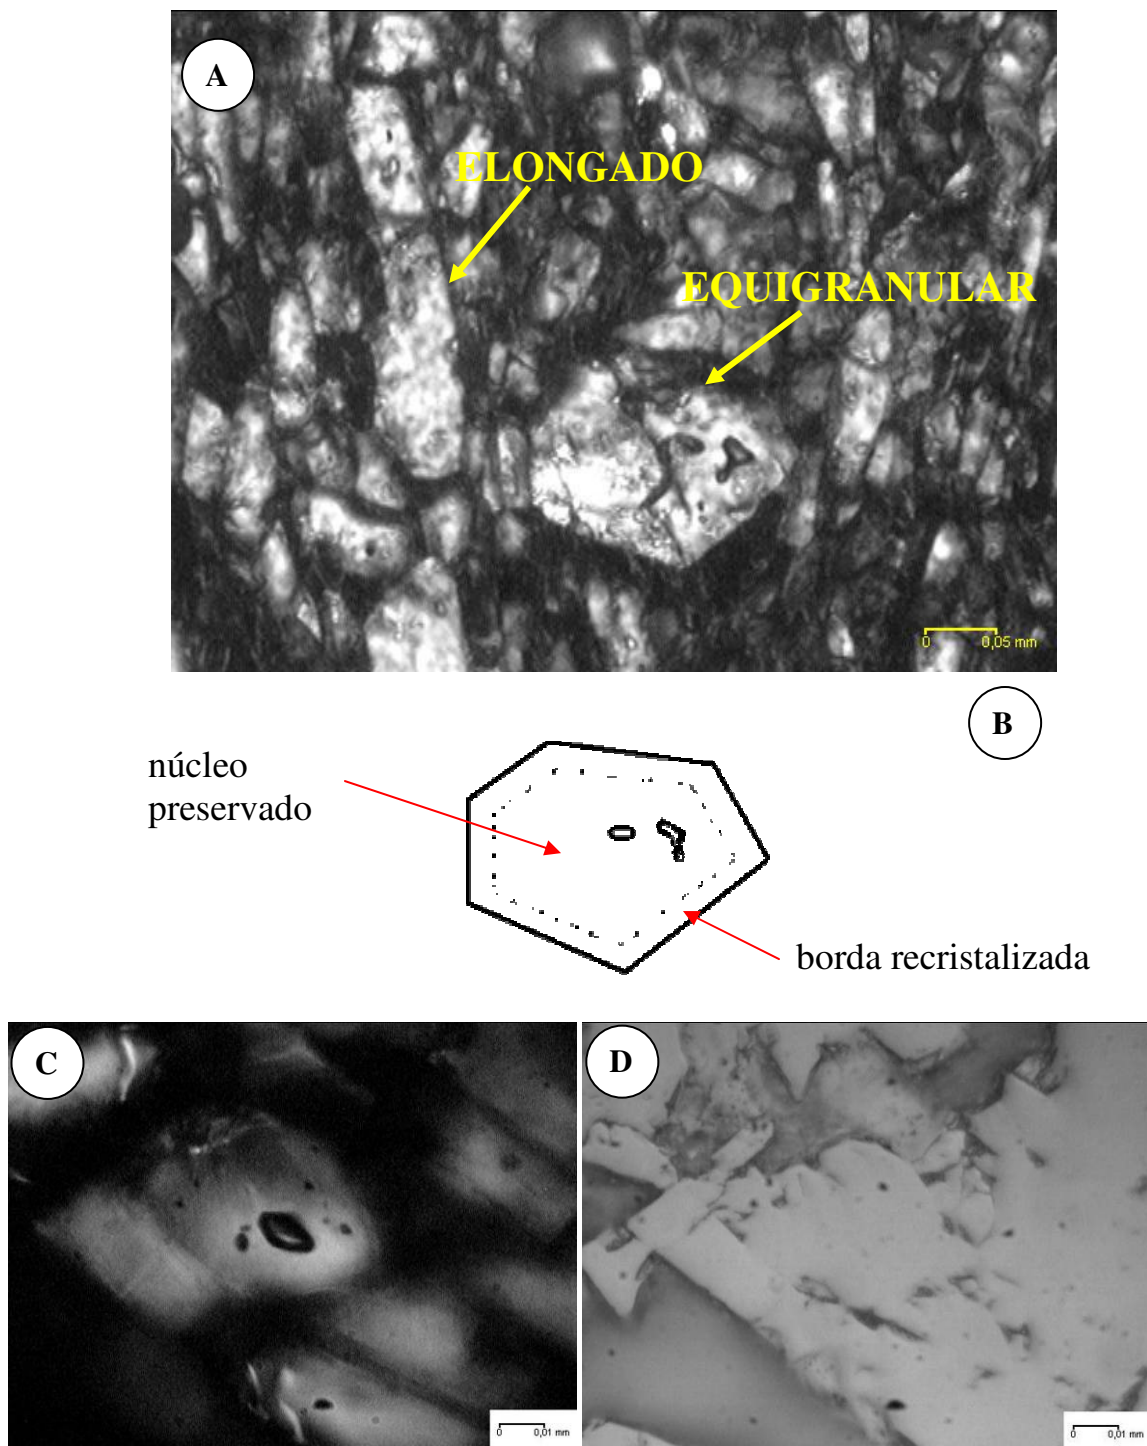 A
ELONGADO
EQUIGRANULAR
0 0,05 mm
B
núcleo
preservado
borda recristalizada
C
D
0 0,01 mm
0 0,01 mm